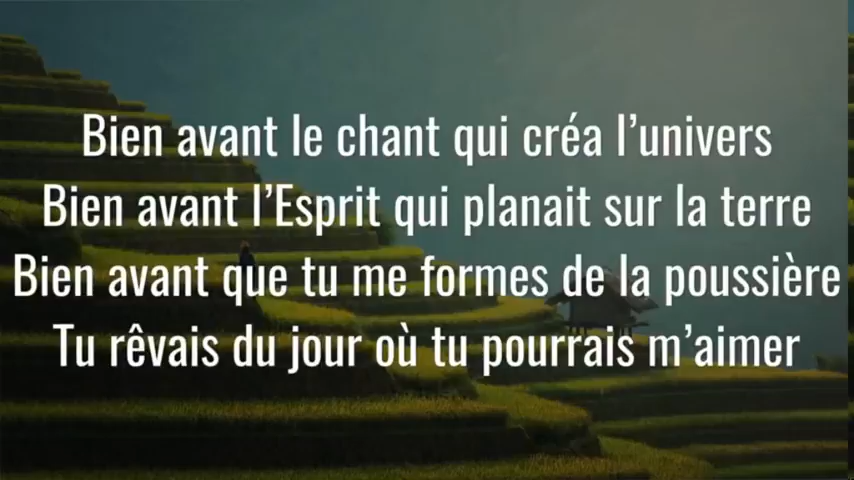 Bien avant le chant qui créa l’univers
Bien avant l’Esprit qui planait sur la terre
Bien avant que tu me formes de la poussière
Tu rêvais du jour où tu pourrais m’aimer